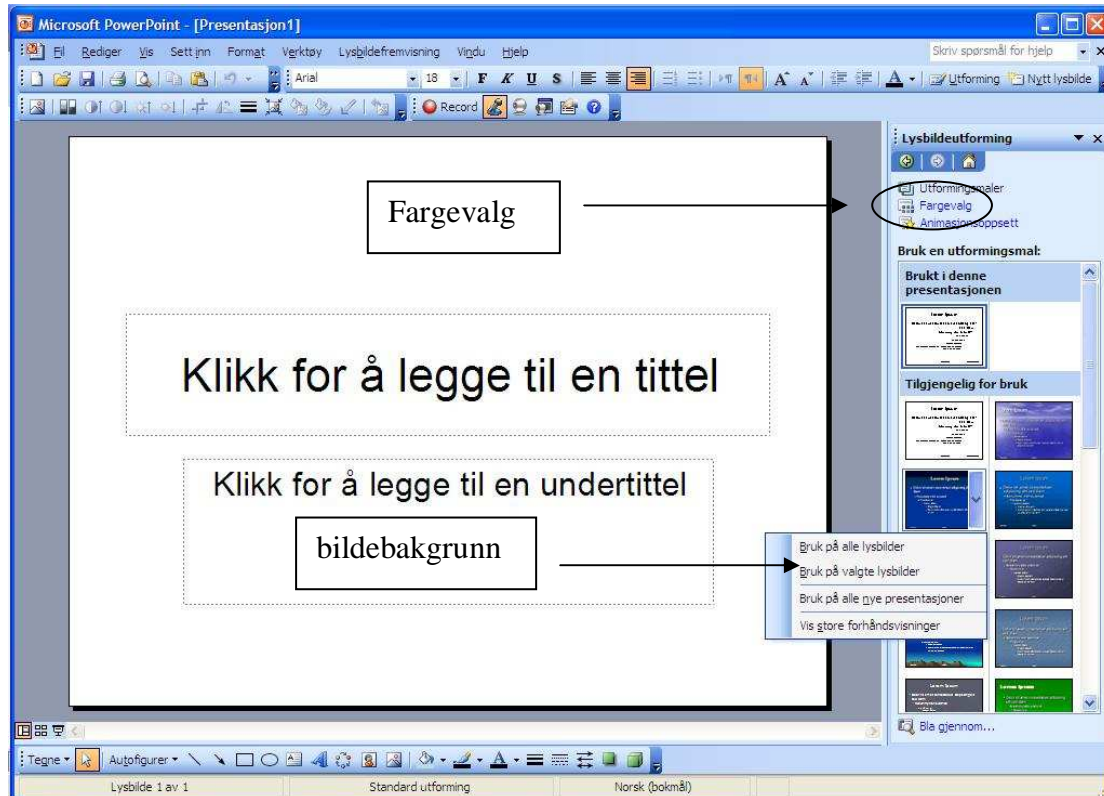 Microsoft PowerPoint - [Presentasjon1]
Fil Rediger Vis Sett inn Format Verktøy Lysbildefremvisning Vindu Hjelp
Skriv spørsmål for hjelp
Arial 18 F K U S A A A Utforming Nytt lysbilde
Record
Lysbildeutforming
Utformingsmaler
Fargevalg
Animasjonsoppsett
Fargevalg
Bruk en utformingsmal:
Brukt i denne
presentasjonen
Tilgjengelig for bruk
Klikk for å legge til en tittel
Klikk for å legge til en undertittel
bildebakgrunn
Bruk på alle lysbilder
Bruk på valgte lysbilder
Bruk på alle nye presentasjoner
Vis store forhåndsvisninger
Bla gjennom...
Tegne Autofigurer
Lysbilde 1 av 1 Standard utforming Norsk (bokmål)